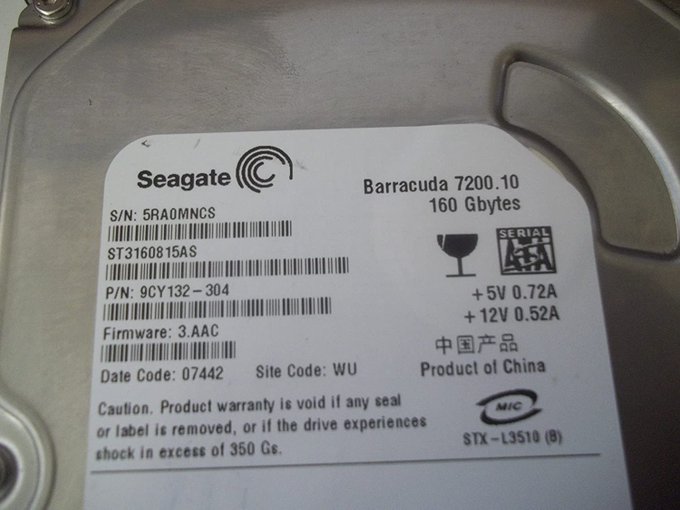 Seagate
Barracuda 7200.10
160 Gbytes
S/N: 5RA0MNCS
ST3160815AS
P/N: 9CY132-304
Firmware: 3.AAC
Date Code: 07442 Site Code: WU
SERIAL
ATA
+5V 0.72A
+12V 0.52A
中国产品
Product of China
Caution. Product warranty is void if any seal
or label is removed, or if the drive experiences
shock in excess of 350 Gs.
MIC
STX-L3510 (B)